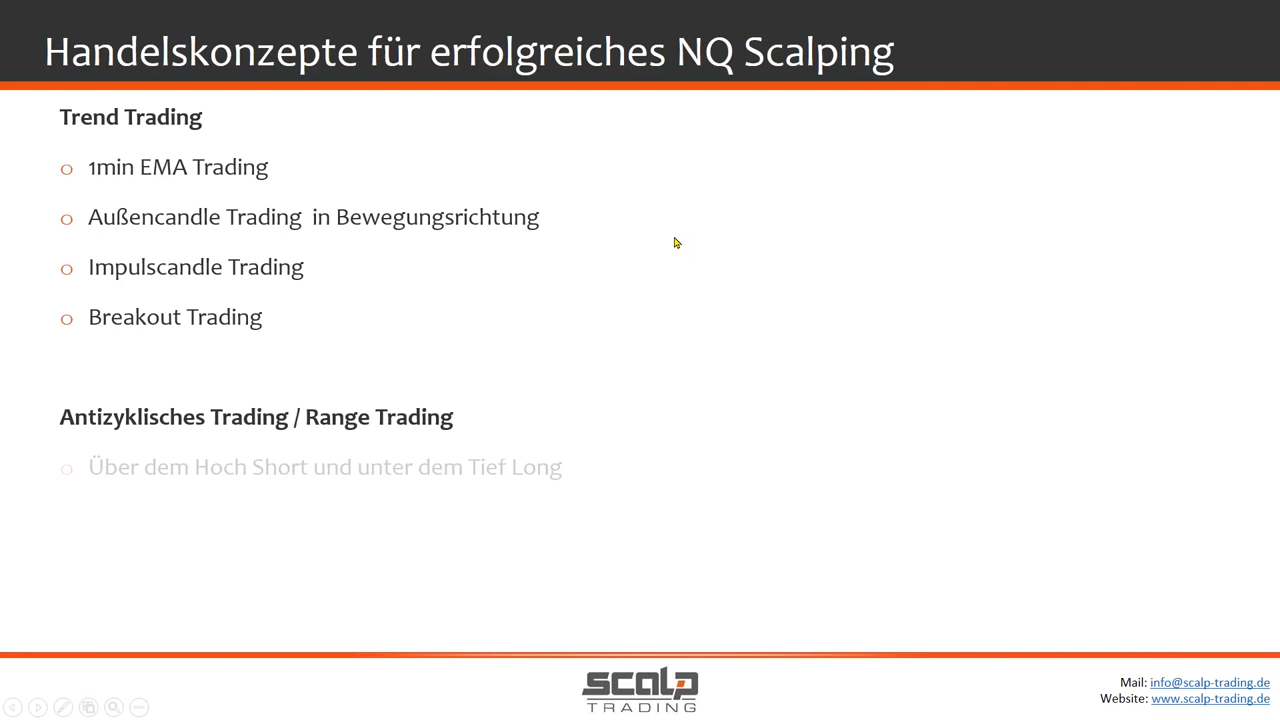 Handelskonzepte für erfolgreiches NQ Scalping
Trend Trading
o 1min EMA Trading
o Außencandle Trading  in Bewegungsrichtung
o Impulscandle Trading
o Breakout Trading
Antizyklisches Trading / Range Trading
o Über dem Hoch Short und unter dem Tief Long
scalp
TRADING
Mail: info@scalp-trading.de
Website: www.scalp-trading.de